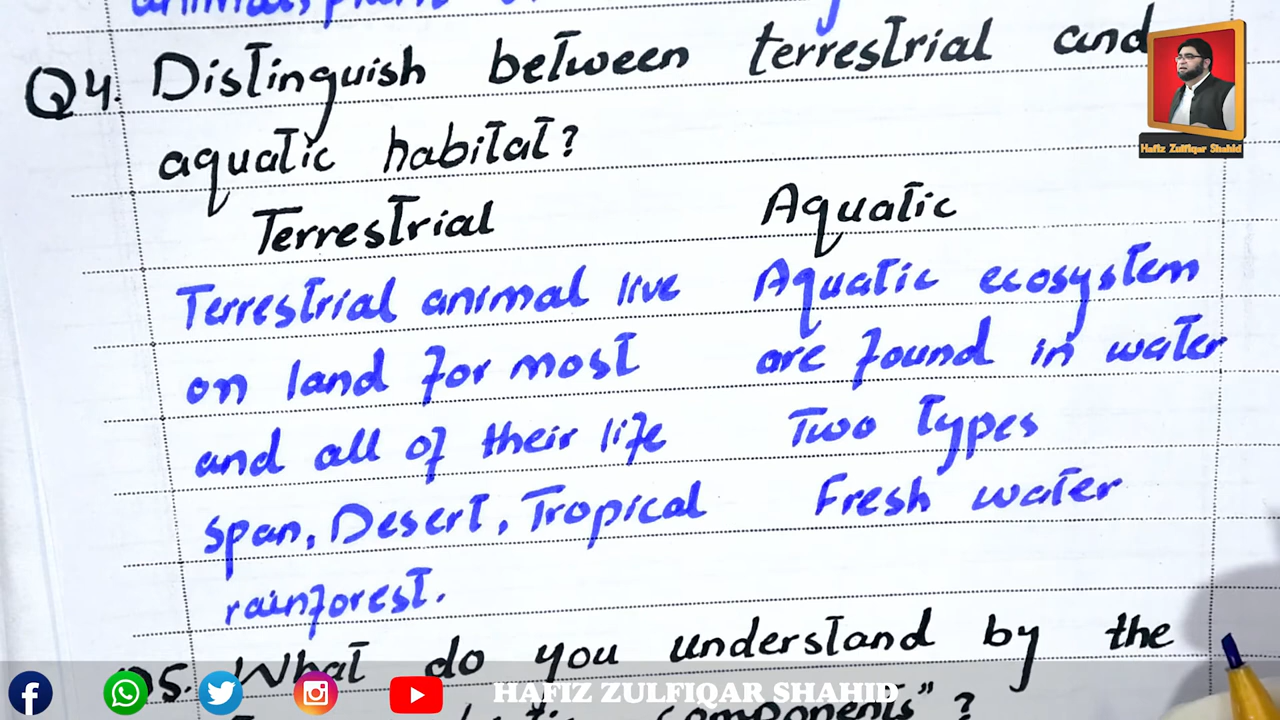 animal, plant
Q4. Distinguish between terrestrial and
aquatic habitat?
Terrestrial Aquatic
Terrestrial animal live Aquatic ecosystem
on land for most are found in water
and all of their life Two types
span, Desert, Tropical Fresh water
rainforest.
Q5. What do you understand by the
components" ?
Hafiz Zulfiqar Shahid
HAFIZ ZULFIQAR SHAHID